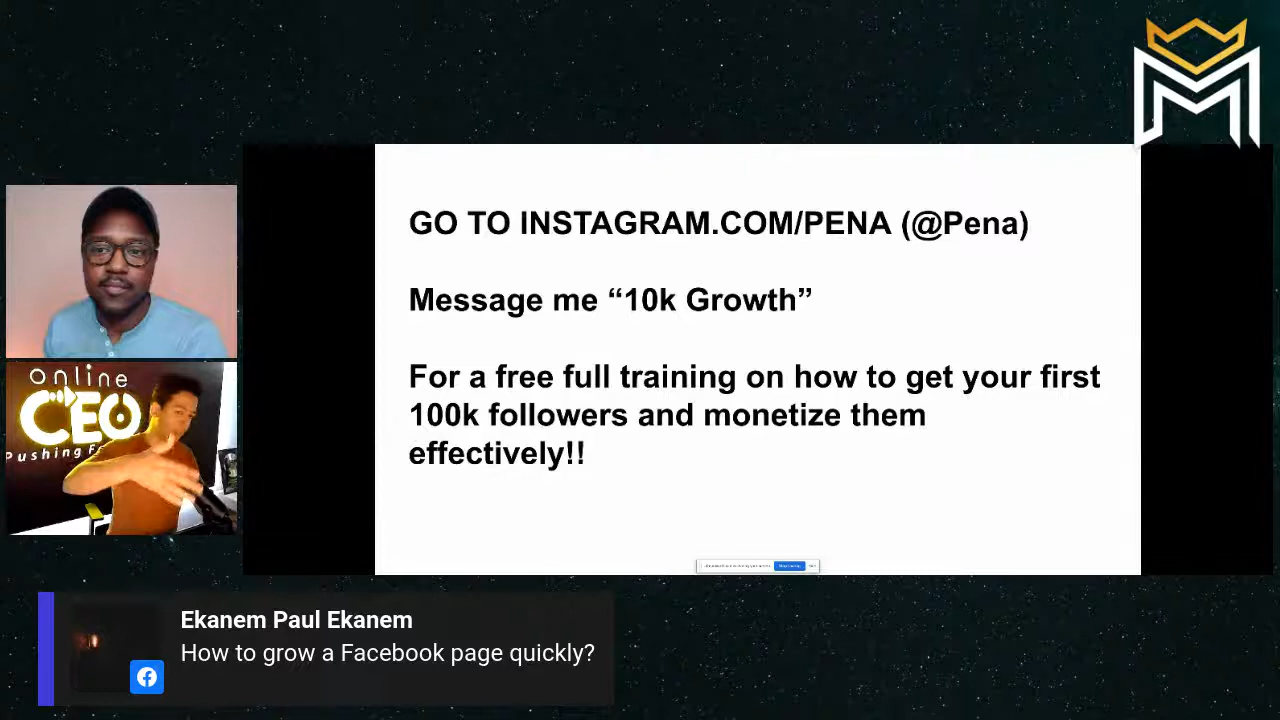 GO TO INSTAGRAM.COM/PENA (@Pena)
Message me “10k Growth”
For a free full training on how to get your first
100k followers and monetize them
effectively!!
online
CEO
Ekanem Paul Ekanem
How to grow a Facebook page quickly?